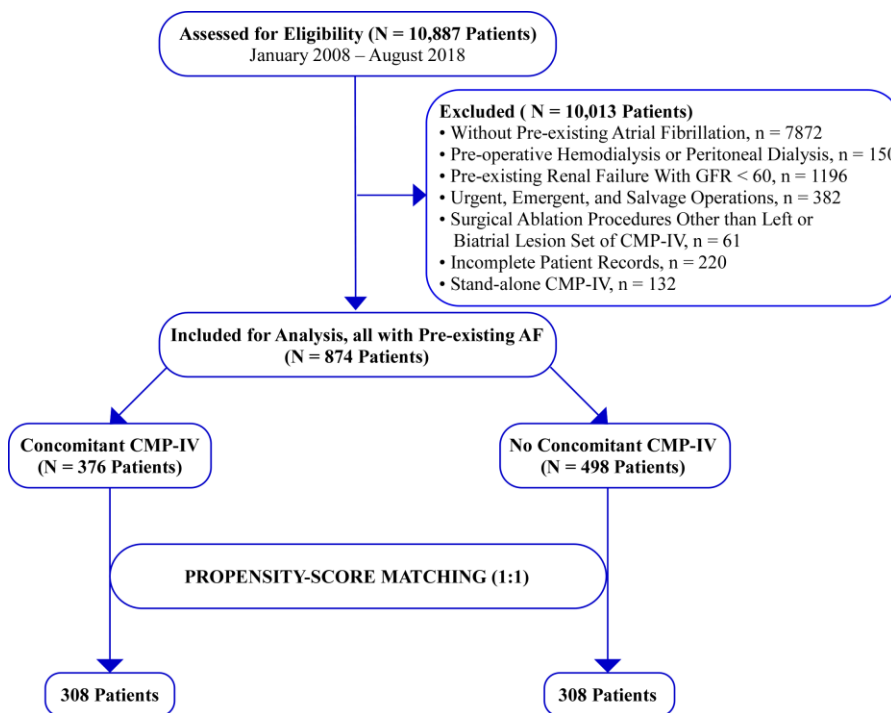 Assessed for Eligibility (N = 10,887 Patients)
January 2008 – August 2018
Excluded ( N = 10,013 Patients)
• Without Pre-existing Atrial Fibrillation, n = 7872
• Pre-operative Hemodialysis or Peritoneal Dialysis, n = 150
• Pre-existing Renal Failure With GFR < 60, n = 1196
• Urgent, Emergent, and Salvage Operations, n = 382
• Surgical Ablation Procedures Other than Left or
Biatrial Lesion Set of CMP-IV, n = 61
• Incomplete Patient Records, n = 220
• Stand-alone CMP-IV, n = 132
Included for Analysis, all with Pre-existing AF
(N = 874 Patients)
Concomitant CMP-IV
(N = 376 Patients)
No Concomitant CMP-IV
(N = 498 Patients)
PROPENSITY-SCORE MATCHING (1:1)
308 Patients
308 Patients